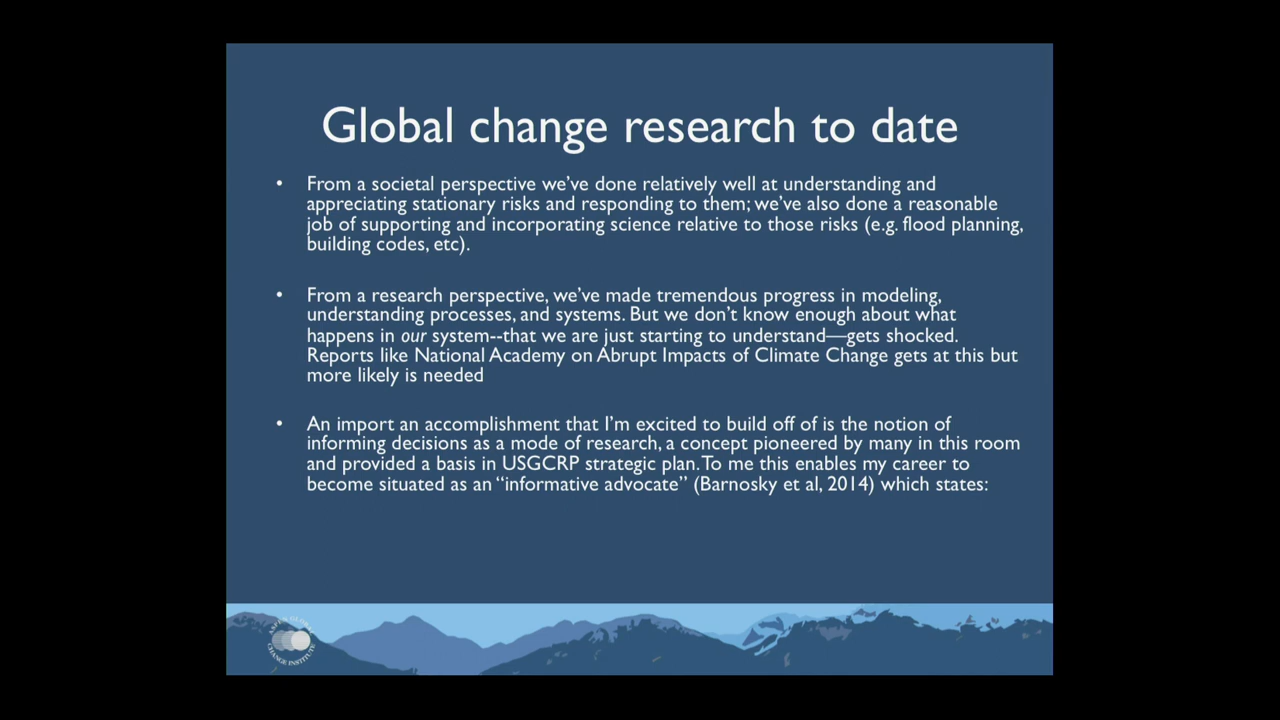 Global change research to date
• From a societal perspective we've done relatively well at understanding and
appreciating stationary risks and responding to them; we've also done a reasonable
job of supporting and incorporating science relative to those risks (e.g. flood planning,
building codes, etc).
• From a research perspective, we've made tremendous progress in modeling,
understanding processes, and systems. But we don't know enough about what
happens in our system--that we are just starting to understand—gets shocked.
Reports like National Academy on Abrupt Impacts of Climate Change gets at this but
more likely is needed
• An import an accomplishment that I'm excited to build off of is the notion of
informing decisions as a mode of research, a concept pioneered by many in this room
and provided a basis in USGCRP strategic plan. To me this enables my career to
become situated as an “informative advocate” (Barnosky et al, 2014) which states:
ASPEN GLOBAL
CHANGE INSTITUTE